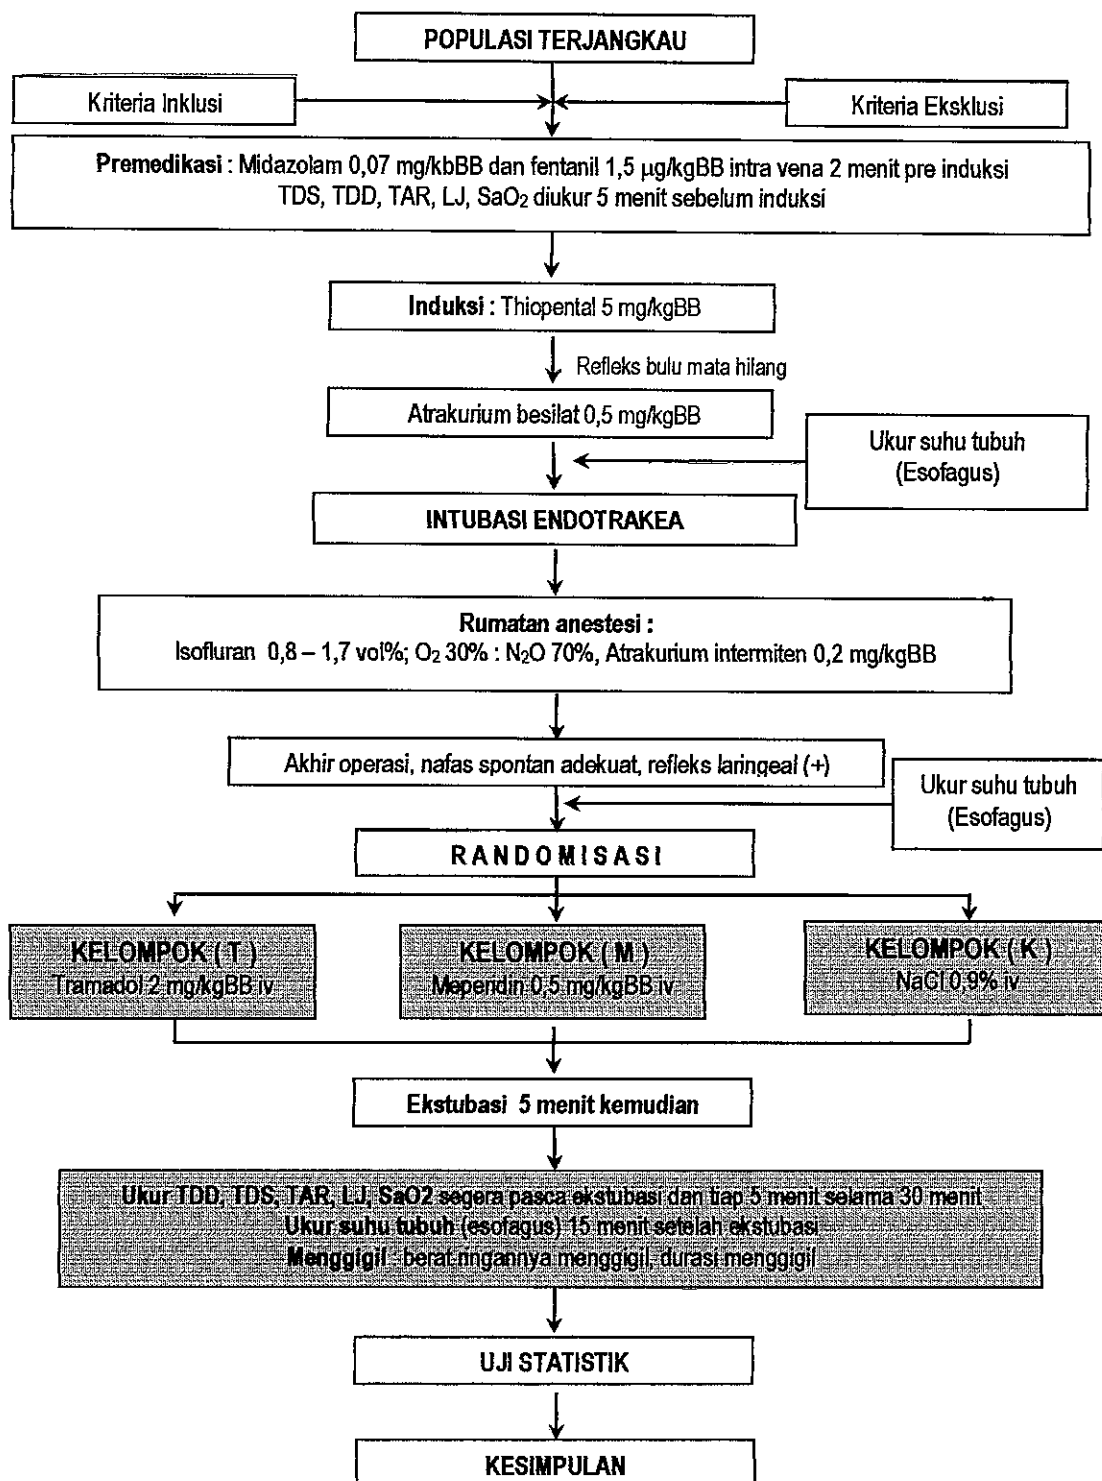 POPULASI TERJANGKAU
Kriteria Inklusi
Kriteria Eksklusi
Premedikasi : Midazolam 0,07 mg/kbBB dan fentanil 1,5 µg/kgBB intra vena 2 menit pre induksi
TDS, TDD, TAR, LJ, SaO₂ diukur 5 menit sebelum induksi
Induksi : Thiopental 5 mg/kgBB
Refleks bulu mata hilang
Atrakurium besilat 0,5 mg/kgBB
Ukur suhu tubuh
(Esofagus)
INTUBASI ENDOTRAKEA
Rumatan anestesi :
Isofluran 0,8 – 1,7 vol%; O₂ 30% : N₂O 70%, Atrakurium intermiten 0,2 mg/kgBB
Akhir operasi, nafas spontan adekuat, refleks laringeal (+)
Ukur suhu tubuh
(Esofagus)
R A N D O M I S A S I
KELOMPOK ( T )
Tramadol 2 mg/kgBB iv
KELOMPOK ( M )
Meperidin 0,5 mg/kgBB iv
KELOMPOK ( K )
NaCl 0,9% iv
Ekstubasi 5 menit kemudian
Ukur TDD, TDS, TAR, LJ, SaO2 segera pasca ekstubasi dan tiap 5 menit selama 30 menit.
Ukur suhu tubuh (esofagus) 15 menit setelah ekstubasi
Menggigil : berat ringannya menggigil, durasi menggigil
UJI STATISTIK
KESIMPULAN